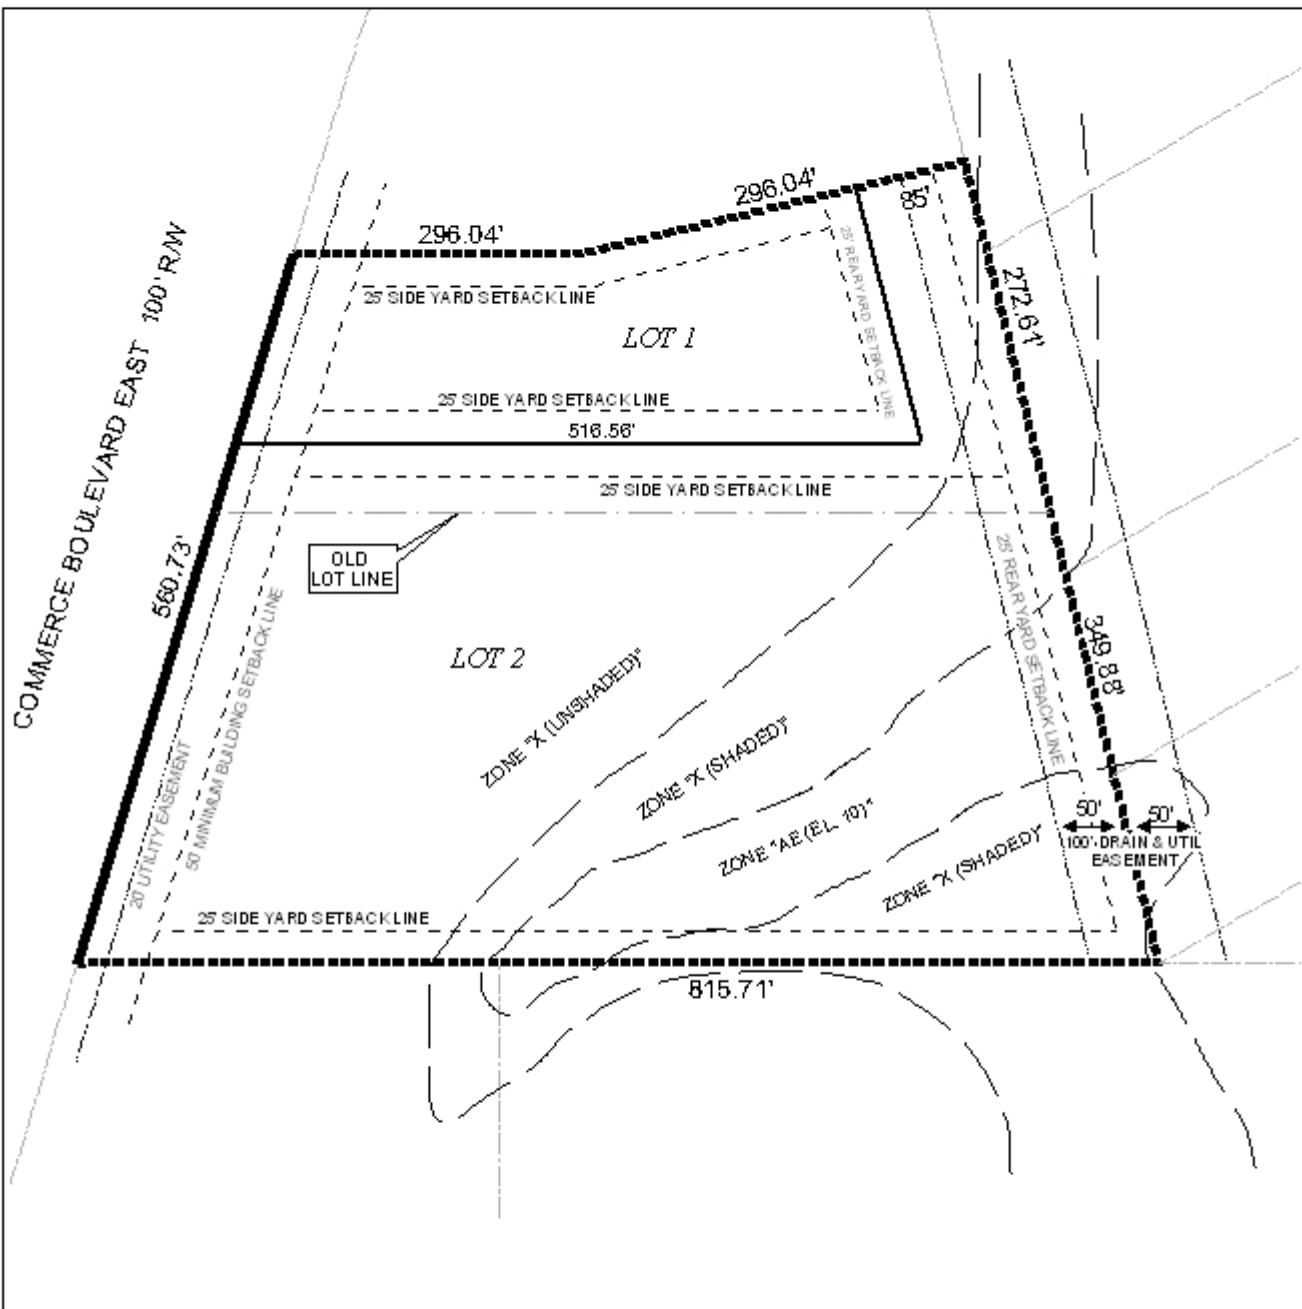 296.04'
85'
296.04'
COMMERCE BOULEVARD EAST 100' R/W
25' SIDE YARD SETBACK LINE
25' REAR YARD SETBACK LINE
272.61'
LOT 1
25' SIDE YARD SETBACK LINE
516.56'
25' SIDE YARD SETBACK LINE
OLD
LOT LINE
560.73'
25' REAR YARD SETBACK LINE
349.88'
LOT 2
50 MINIMUM BUILDING SETBACK LINE
20' UTILITY EASEMENT
ZONE "X (UNSHADED)"
ZONE "X (SHADED)"
ZONE "AE (EL. 10)"
ZONE "X (SHADED)"
50' 50'
100' DRAIN & UTIL
EASEMENT
25' SIDE YARD SETBACK LINE
815.71'